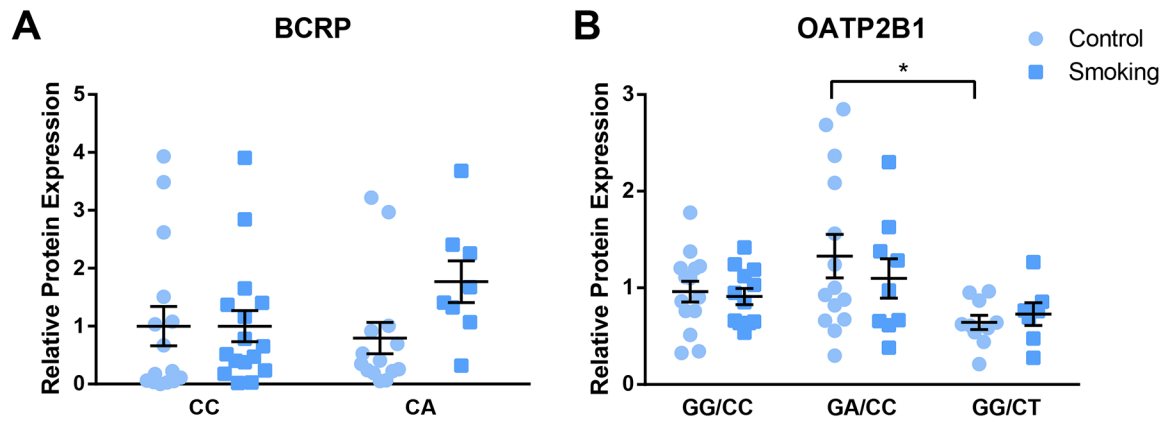 A
BCRP
Relative Protein Expression
5
4
3
2
1
0
CC
CA
B
OATP2B1
Control
Smoking
*
Relative Protein Expression
3
2
1
0
GG/CC
GA/CC
GG/CT